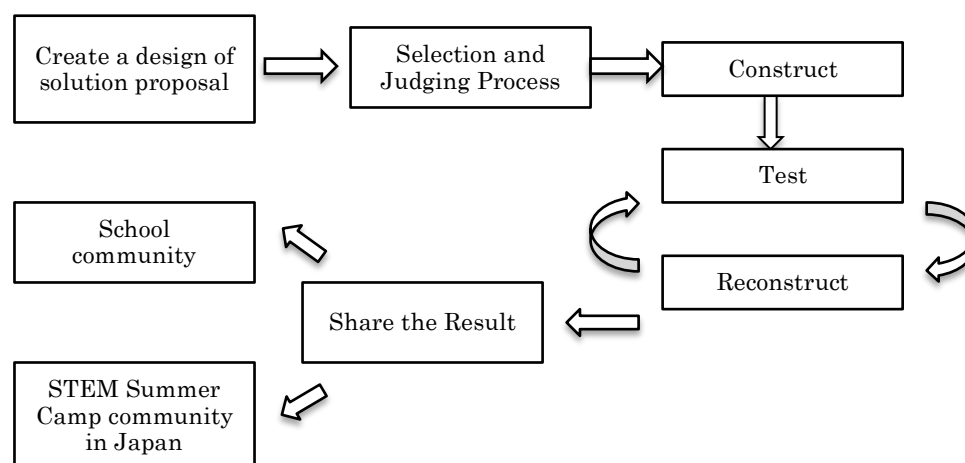 Create a design of
solution proposal
Selection and
Judging Process
Construct
Test
Reconstruct
Share the Result
School
community
STEM Summer
Camp community
in Japan